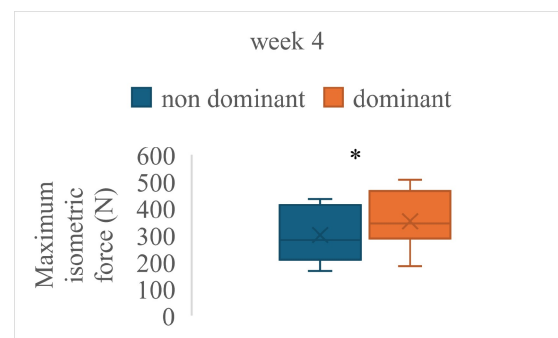 week 4
non dominant dominant
*
Maximum
isometric
force (N)
600
500
400
300
200
100
0